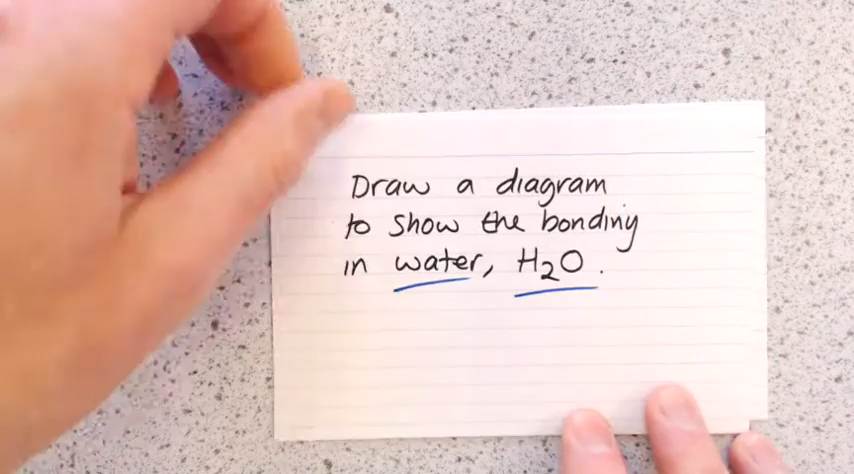 Draw a diagram
to show the bonding
in water, H₂O.